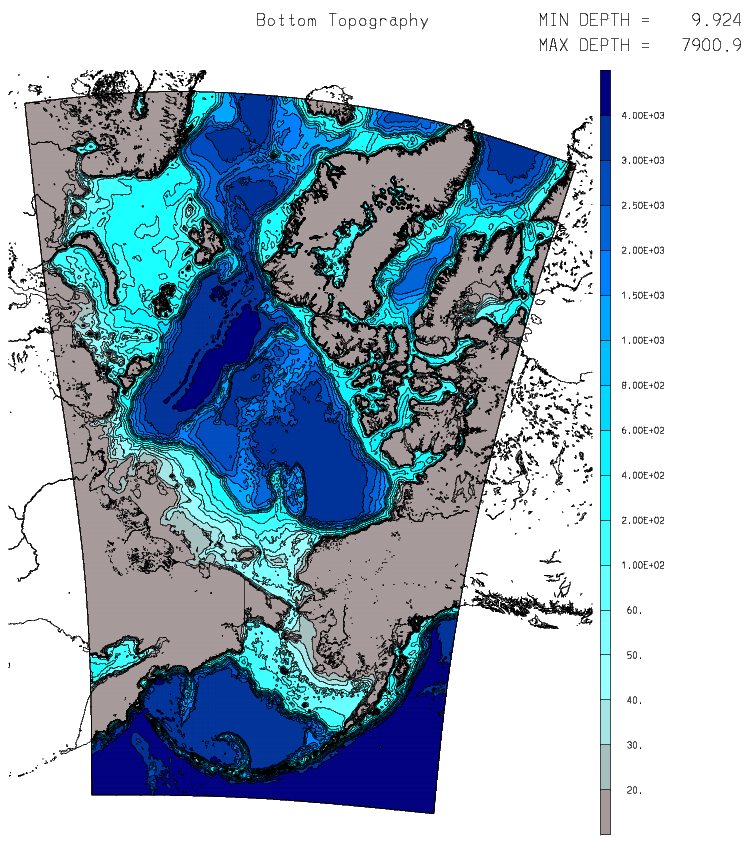 Bottom Topography
MIN DEPTH = 9.924
MAX DEPTH = 7900.9
4.00E+03
3.00E+03
2.50E+03
2.00E+03
1.50E+03
1.00E+03
8.00E+02
6.00E+02
4.00E+02
2.00E+02
1.00E+02
60.
50.
40.
30.
20.